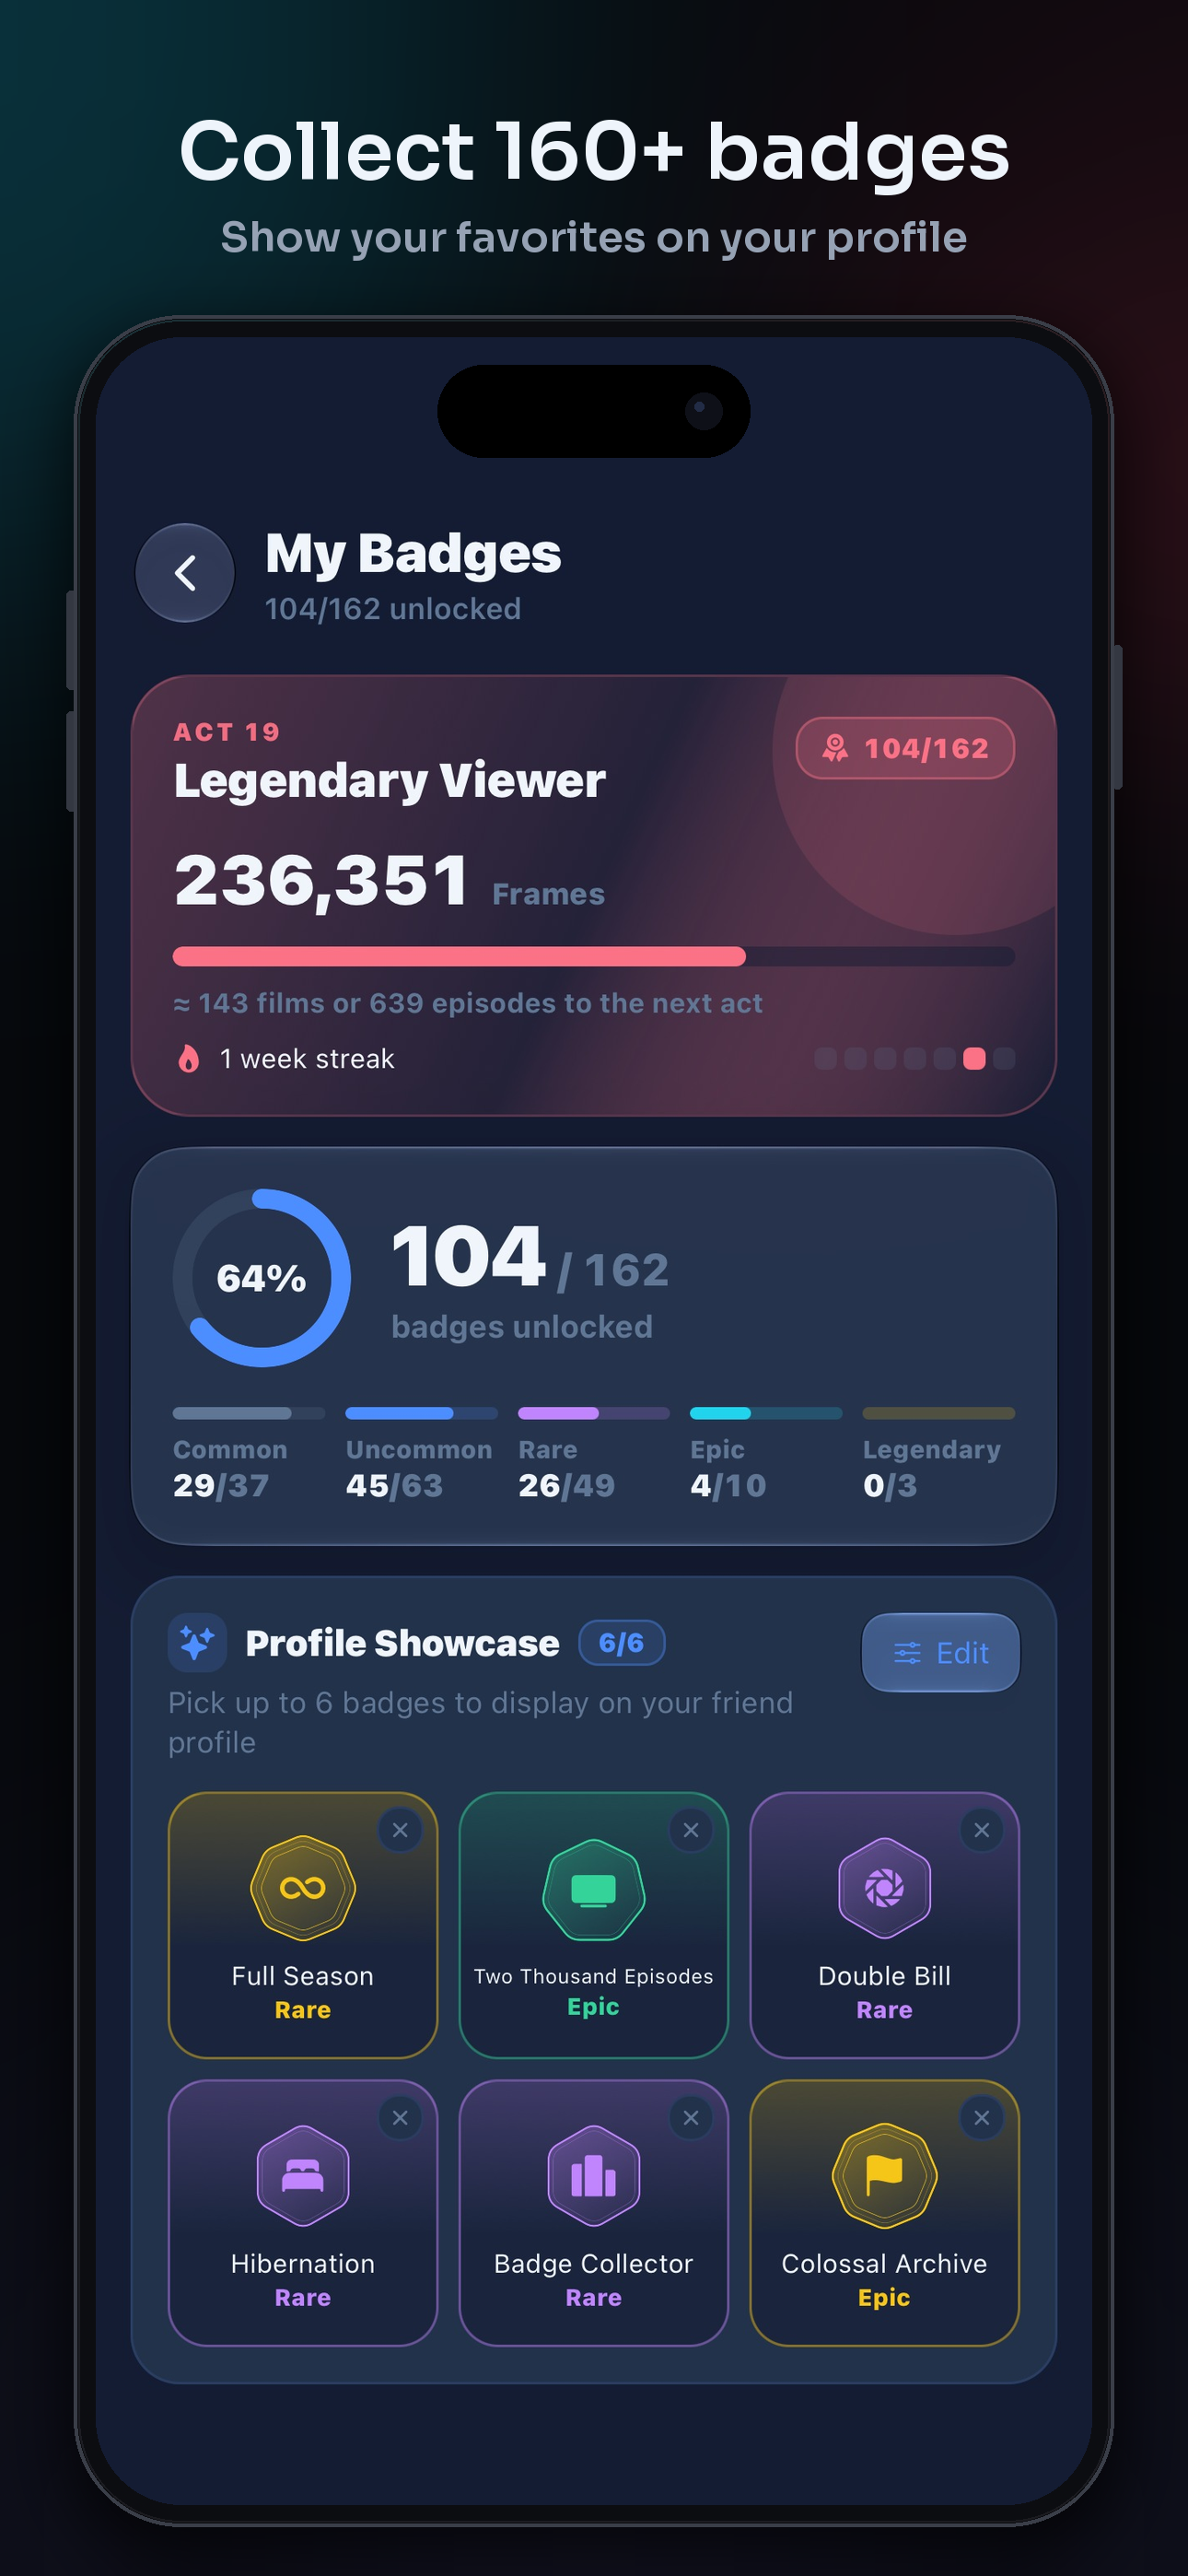 Collect 160+ badges
Show your favorites on your profile
My Badges
104/162 unlocked
ACT 19
104/162
Legendary Viewer
236,351 Frames
≈ 143 films or 639 episodes to the next act
1 week streak
64%
104 / 162
badges unlocked
Common Uncommon Rare Epic Legendary
29/37 45/63 26/49 4/10 0/3
Profile Showcase 6/6 Edit
Pick up to 6 badges to display on your friend
profile
Full Season Two Thousand Episodes Double Bill
Rare Epic Rare
Hibernation Badge Collector Colossal Archive
Rare Rare Epic